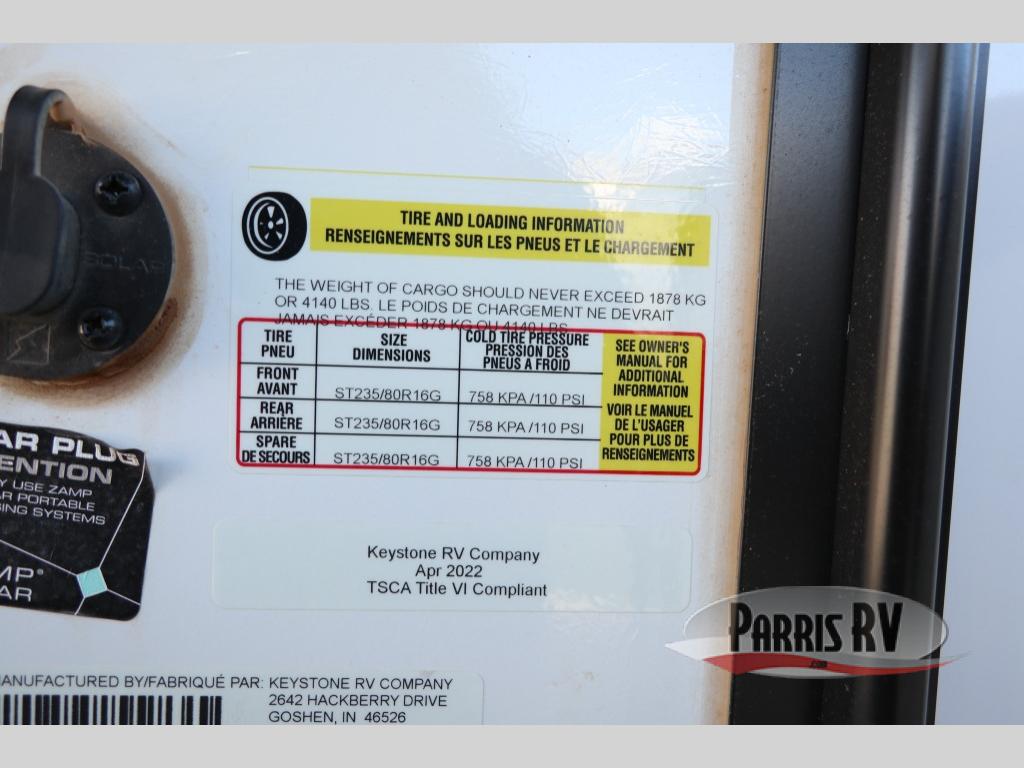 SOLAR
TIRE AND LOADING INFORMATION
RENSEIGNEMENTS SUR LES PNEUS ET LE CHARGEMENT
THE WEIGHT OF CARGO SHOULD NEVER EXCEED 1878 KG
OR 4140 LBS. LE POIDS DE CHARGEMENT NE DEVRAIT
JAMAIS EXCÉDER 1878 KG OU 4140 LBS
TIRE
PNEU
SIZE
DIMENSIONS
COLD TIRE PRESSURE
PRESSION DES
PNEUS A FROID
FRONT
AVANT
ST235/80R16G
758 KPA /110 PSI
REAR
ARRIÈRE
ST235/80R16G
758 KPA /110 PSI
SPARE
DE SECOURS
ST235/80R16G
758 KPA /110 PSI
SEE OWNER'S
MANUAL FOR
ADDITIONAL
INFORMATION
VOIR LE MANUEL
DE L'USAGER
POUR PLUS DE
RENSEIGNEMENTS
AR PLUG
ENTION
Y USE ZAMP
AR PORTABLE
ING SYSTEMS
MP®
AR
Keystone RV Company
Apr 2022
TSCA Title VI Compliant
PARRIS RV
.com
MANUFACTURED BY/FABRIQUÉ PAR: KEYSTONE RV COMPANY
2642 HACKBERRY DRIVE
GOSHEN, IN 46526